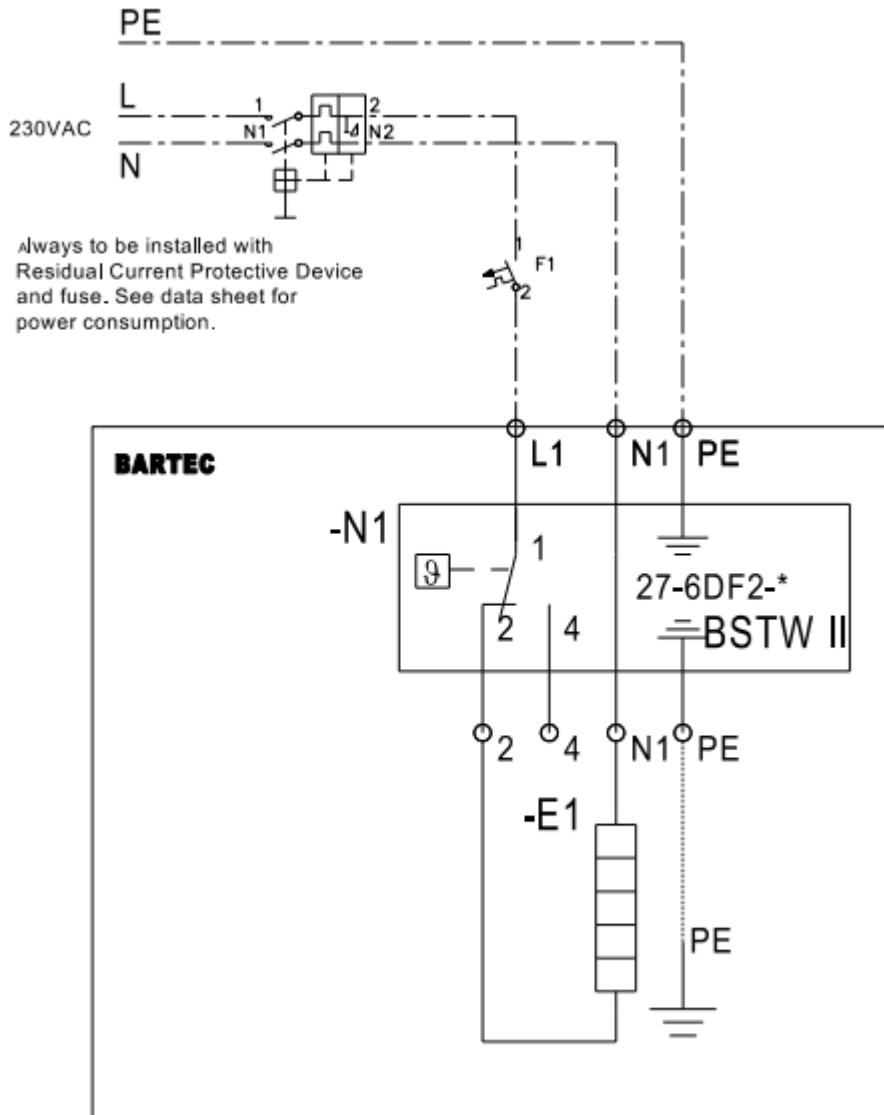 PE
L
1
2
230VAC
N1
N2
N
Always to be installed with
Residual Current Protective Device
and fuse. See data sheet for
power consumption.
1
F1
2
L1
N1
PE
BARTEC
-N1
1
ϑ
27-6DF2-*
2
4
BSTW II
2
4
N1
PE
-E1
PE